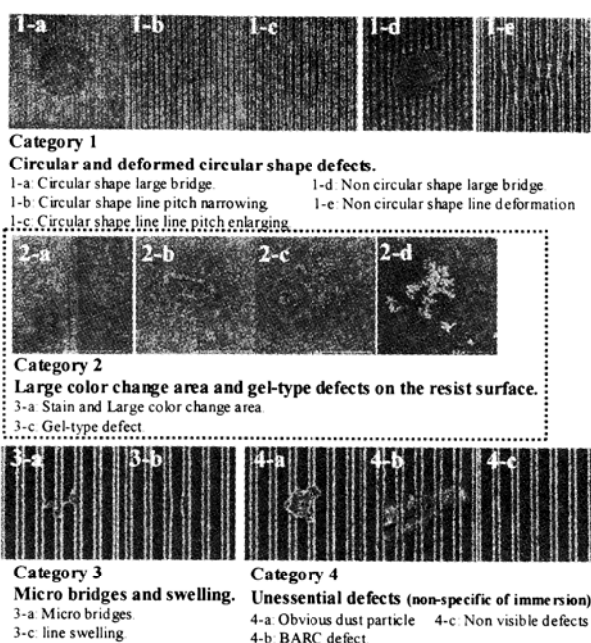 1-a 1-b 1-c 1-d 1-e
Category 1
Circular and deformed circular shape defects.
1-a: Circular shape large bridge. 1-d: Non circular shape large bridge.
1-b: Circular shape line pitch narrowing. 1-e: Non circular shape line deformation
1-c: Circular shape line line pitch enlarging.
2-a 2-b 2-c 2-d
Category 2
Large color change area and gel-type defects on the resist surface.
3-a: Stain and Large color change area.
3-c: Gel-type defect.
3-a 3-b 4-a 4-b 4-c
Category 3 Category 4
Micro bridges and swelling. Unessential defects (non-specific of immersion)
3-a: Micro bridges. 4-a: Obvious dust particle 4-c: Non visible defects
3-c: line swelling. 4-b: BARC defect